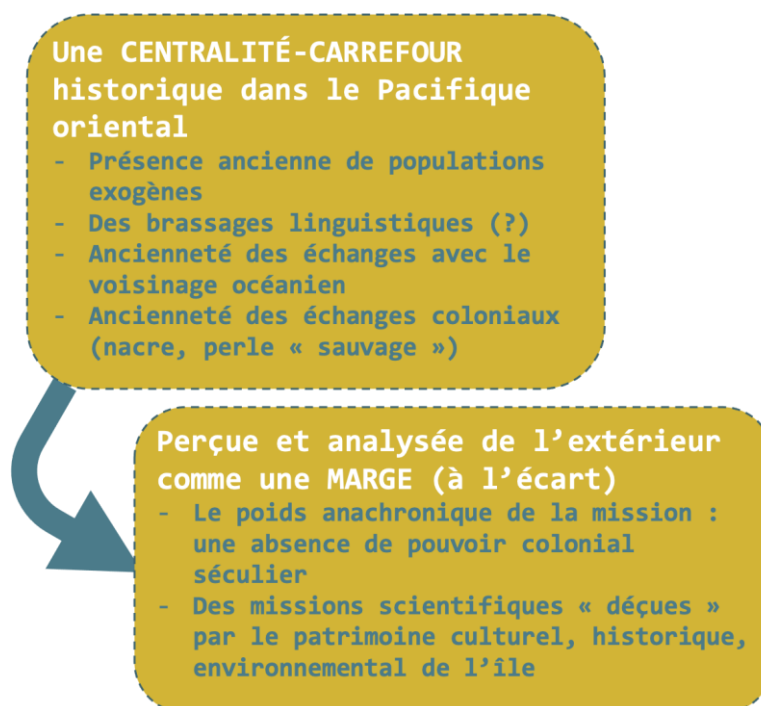 Une CENTRALITÉ-CARREFOUR
historique dans le Pacifique
oriental
- Présence ancienne de populations
exogènes
- Des brassages linguistiques (?)
- Ancienneté des échanges avec le
voisinage océanien
- Ancienneté des échanges coloniaux
(nacre, perle « sauvage »)
Perçue et analysée de l’extérieur
comme une MARGE (à l’écart)
- Le poids anachronique de la mission :
une absence de pouvoir colonial
séculier
- Des missions scientifiques « déçues »
par le patrimoine culturel, historique,
environnemental de l’île